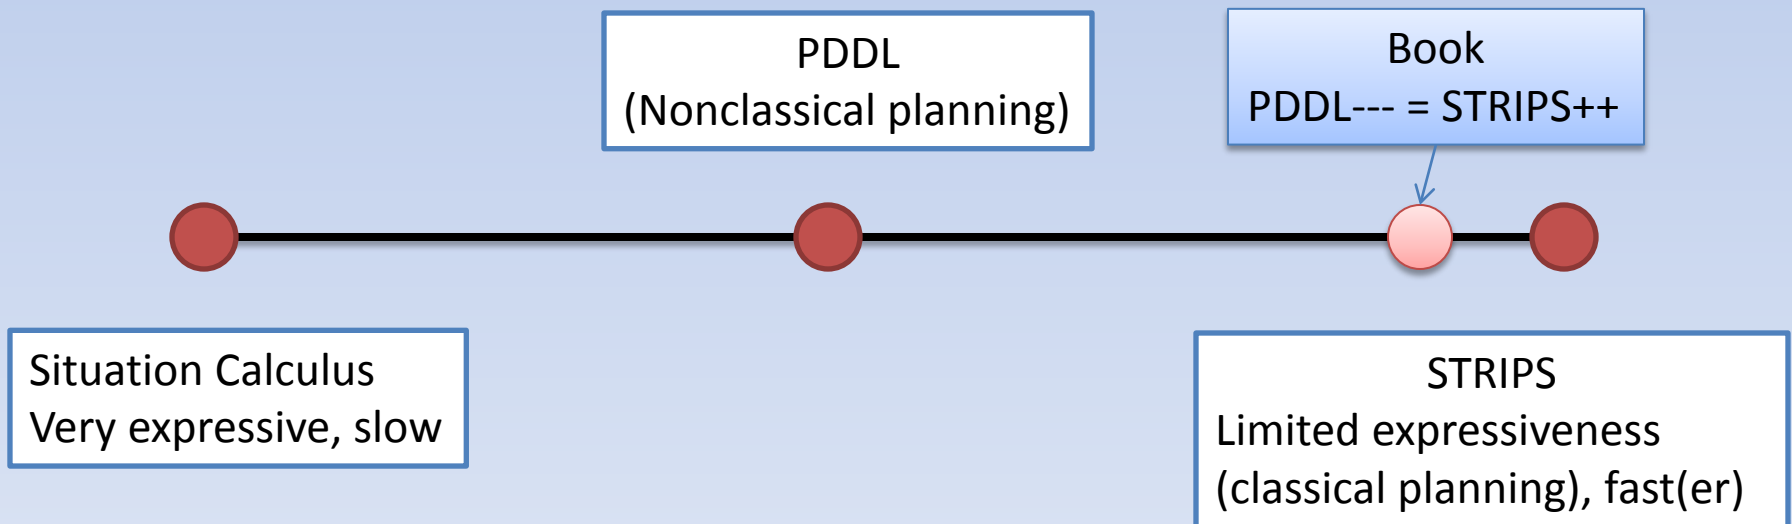 PDDL
(Nonclassical planning)
Book
PDDL--- = STRIPS++
Situation Calculus
Very expressive, slow
STRIPS
Limited expressiveness
(classical planning), fast(er)